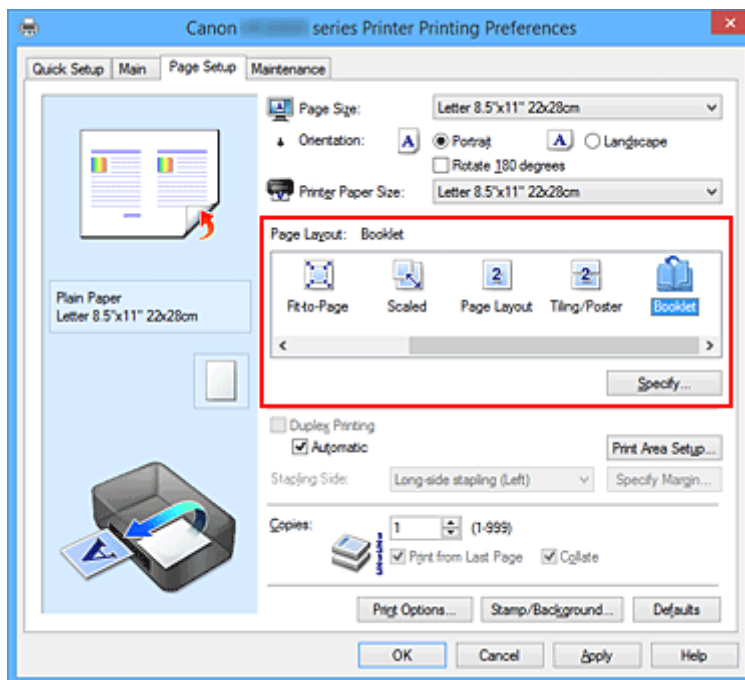 Canon series Printer Printing Preferences
Quick Setup Main Page Setup Maintenance
Page Size: Letter 8.5"x11" 22x28cm
Orientation: A Portrait A Landscape
Rotate 180 degrees
Printer Paper Size: Letter 8.5"x11" 22x28cm
Page Layout: Booklet
2 2
Fit-to-Page Scaled Page Layout Tiling/Poster Booklet
Specify...
Plain Paper
Letter 8.5"x11" 22x28cm
Duplex Printing
Automatic Print Area Setup...
Stapling Side: Long-side stapling (Left) Specify Margin...
Copies: 1 (1-999)
Print from Last Page Collate
A
Print Options... Stamp/Background... Defaults
OK Cancel Apply Help